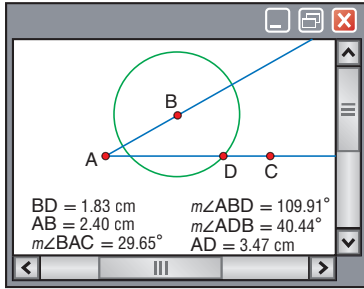 B
A
D
C
BD = 1.83 cm
AB = 2.40 cm
m∠BAC = 29.65°
m∠ABD = 109.91°
m∠ADB = 40.44°
AD = 3.47 cm